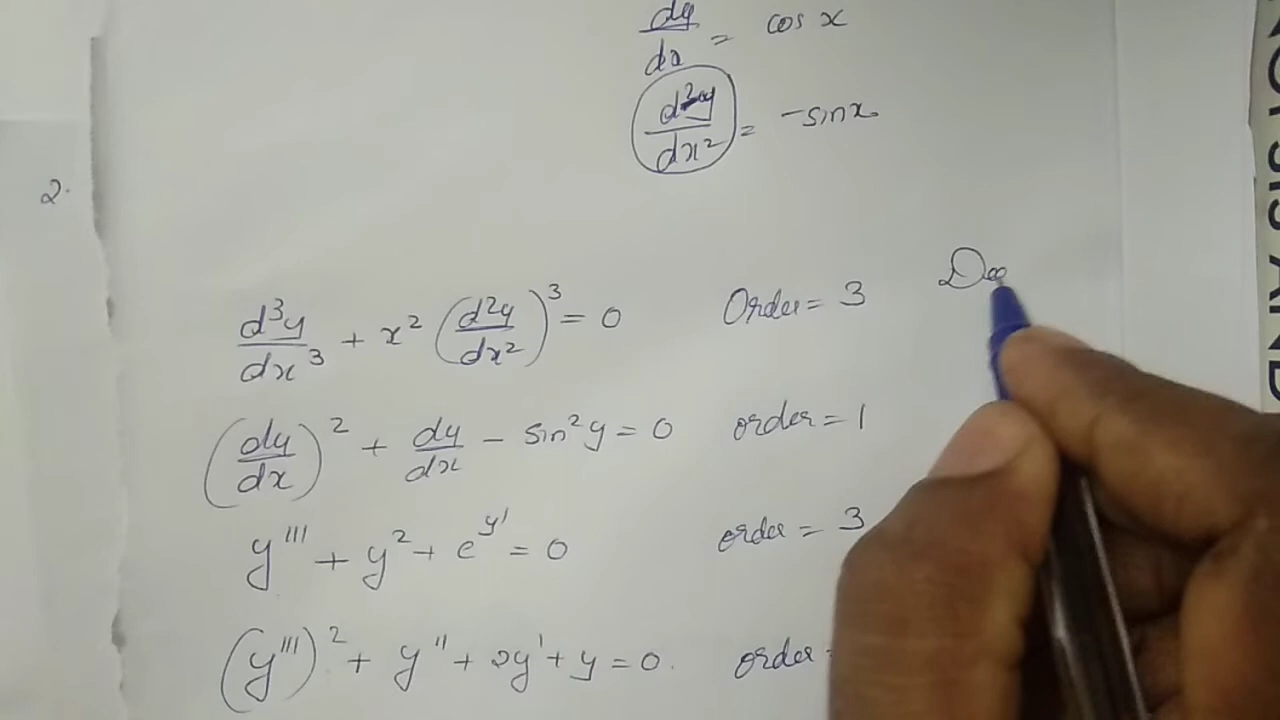 dy/dx = cos x
d²y/dx² = -sinx
2.
d³y/dx³ + x² (d²y/dx²)³ = 0 Order = 3
(dy/dx)² + dy/dx - sin²y = 0 order = 1
y''' + y² + e^y' = 0 order = 3
(y''')² + y'' + 2y' + y = 0. order =